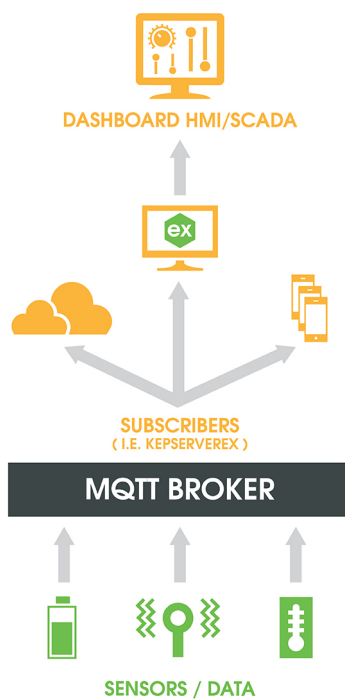 DASHBOARD HMI/SCADA
ex
SUBSCRIBERS
( I.E. KEPSERVEREX )
MQTT BROKER
SENSORS / DATA